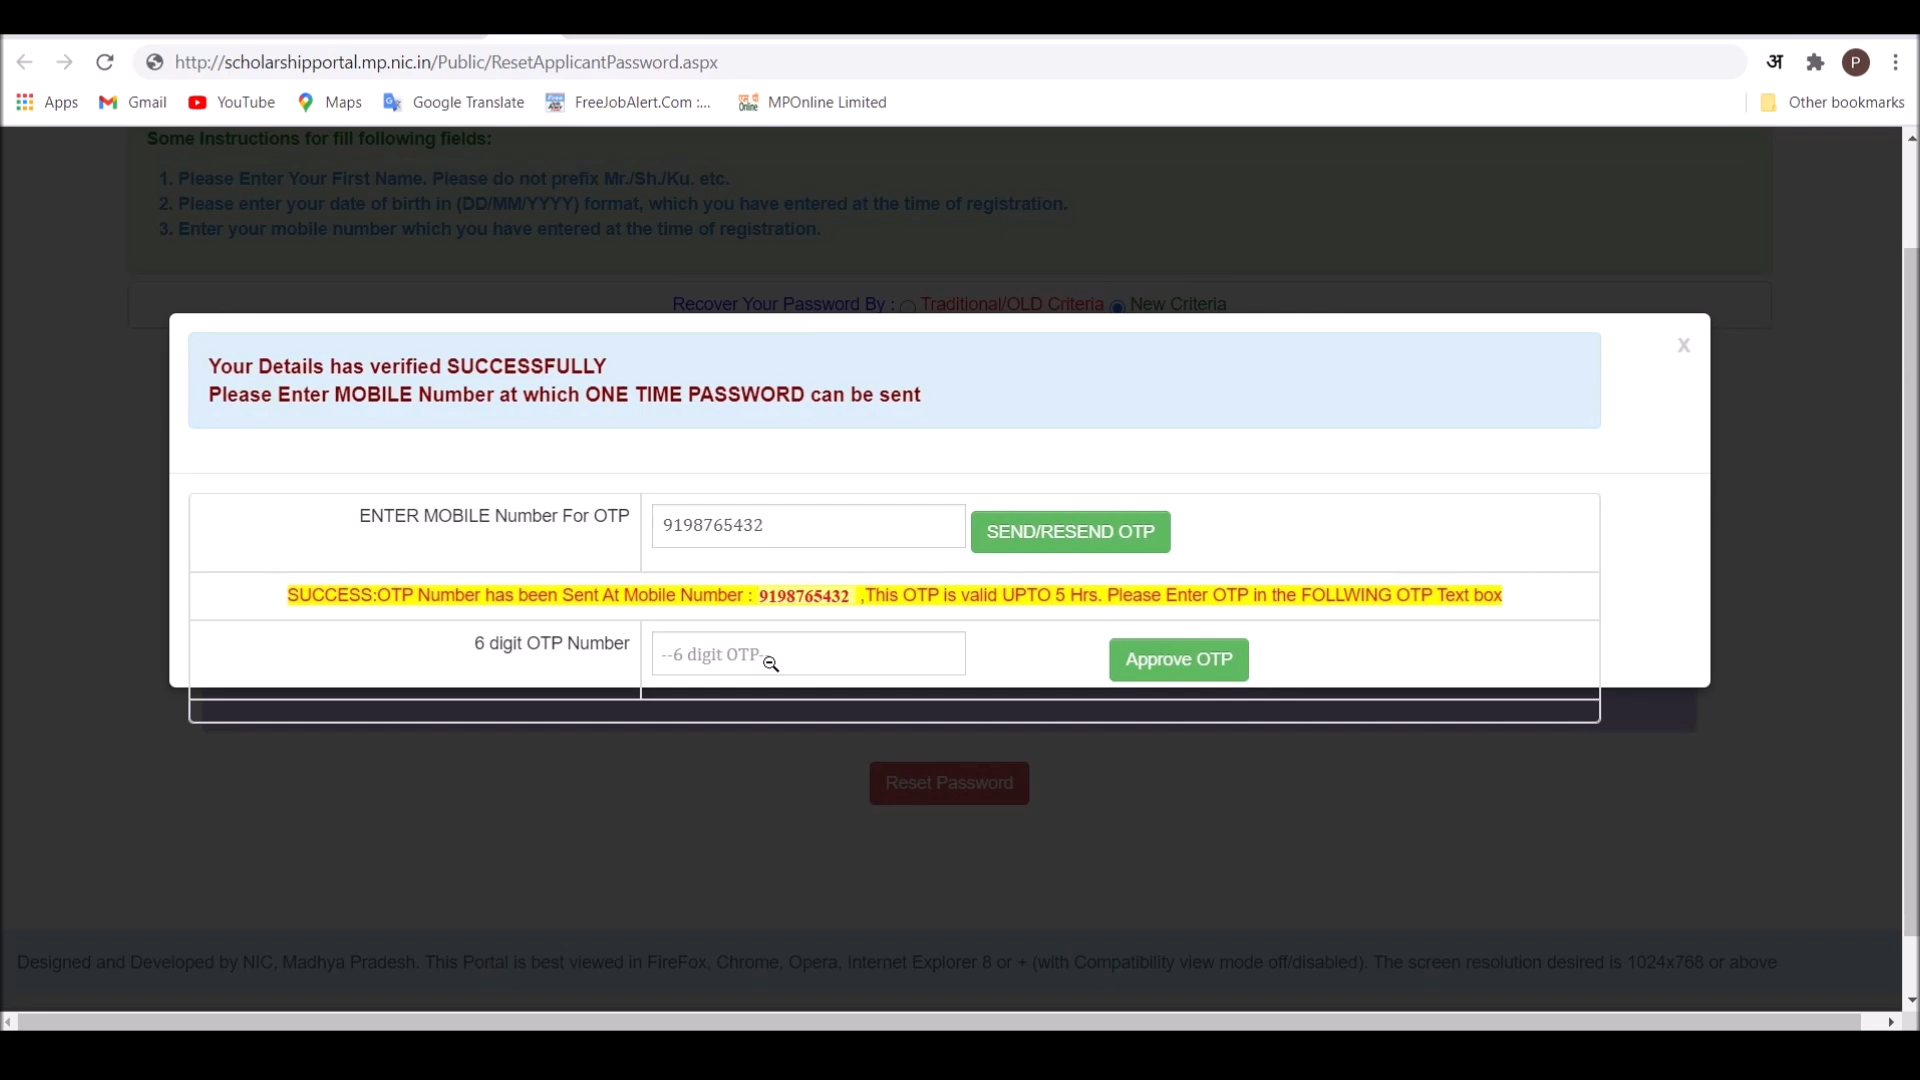 http://scholarshipportal.mp.nic.in/Public/ResetApplicantPassword.aspx
अ
P
Apps Gmail YouTube Maps Google Translate FreeJobAlert.Com :... MPOnline Limited Other bookmarks
Some Instructions for fill following fields:
1. Please Enter Your First Name. Please do not prefix Mr./Sh./Ku. etc.
2. Please enter your date of birth in (DD/MM/YYYY) format, which you have entered at the time of registration.
3. Enter your mobile number which you have entered at the time of registration.
Recover Your Password By : Traditional/OLD Criteria New Criteria
X
Your Details has verified SUCCESSFULLY
Please Enter MOBILE Number at which ONE TIME PASSWORD can be sent
ENTER MOBILE Number For OTP 9198765432 SEND/RESEND OTP
SUCCESS:OTP Number has been Sent At Mobile Number : 9198765432 ,This OTP is valid UPTO 5 Hrs. Please Enter OTP in the FOLLWING OTP Text box
6 digit OTP Number --6 digit OTP-- Approve OTP
Reset Password
Designed and Developed by NIC, Madhya Pradesh. This Portal is best viewed in FireFox, Chrome, Opera, Internet Explorer 8 or + (with Compatibility view mode off/disabled). The screen resolution desired is 1024x768 or above